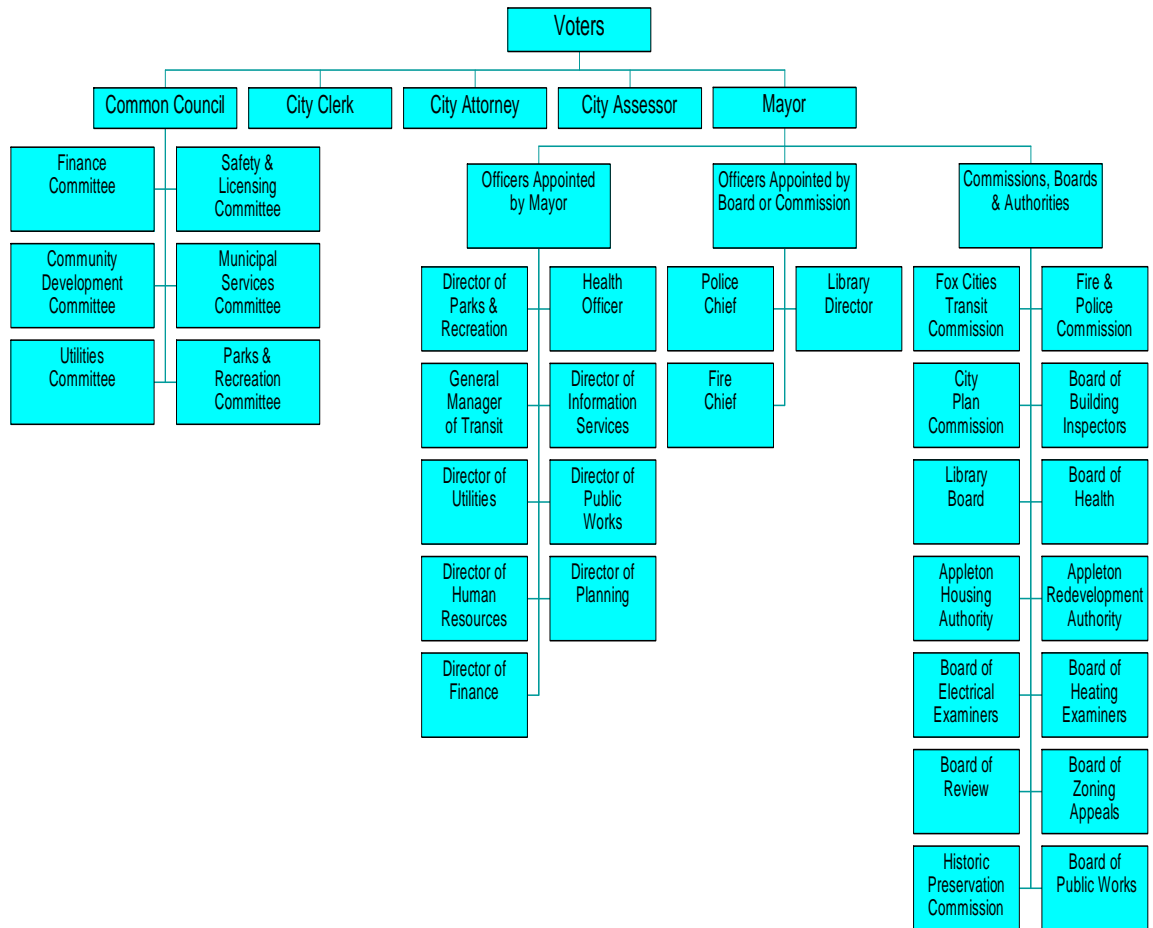 Voters
Common Council
City Clerk
City Attorney
City Assessor
Mayor
Finance
Committee
Safety &
Licensing
Committee
Community
Development
Committee
Municipal
Services
Committee
Utilities
Committee
Parks &
Recreation
Committee
Officers Appointed
by Mayor
Officers Appointed by
Board or Commission
Commissions, Boards
& Authorities
Director of
Parks &
Recreation
Health
Officer
General
Manager
of Transit
Director of
Information
Services
Director of
Utilities
Director of
Public
Works
Director of
Human
Resources
Director of
Planning
Director of
Finance
Police
Chief
Library
Director
Fire
Chief
Fox Cities
Transit
Commission
Fire &
Police
Commission
City
Plan
Commission
Board of
Building
Inspectors
Library
Board
Board of
Health
Appleton
Housing
Authority
Appleton
Redevelopment
Authority
Board of
Electrical
Examiners
Board of
Heating
Examiners
Board of
Review
Board of
Zoning
Appeals
Historic
Preservation
Commission
Board of
Public Works